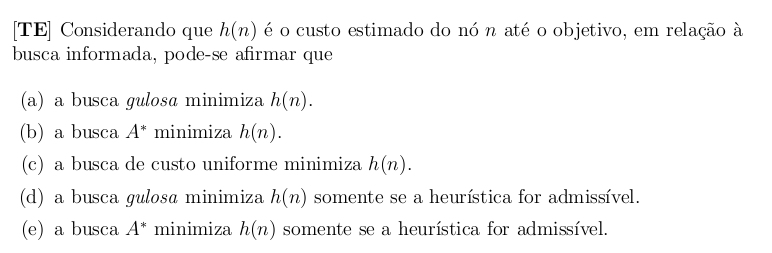 [TE] Considerando que h(n) é o custo estimado do nó n até o objetivo, em relação à
busca informada, pode-se afirmar que
(a) a busca gulosa minimiza h(n).
(b) a busca A* minimiza h(n).
(c) a busca de custo uniforme minimiza h(n).
(d) a busca gulosa minimiza h(n) somente se a heurística for admissível.
(e) a busca A* minimiza h(n) somente se a heurística for admissível.